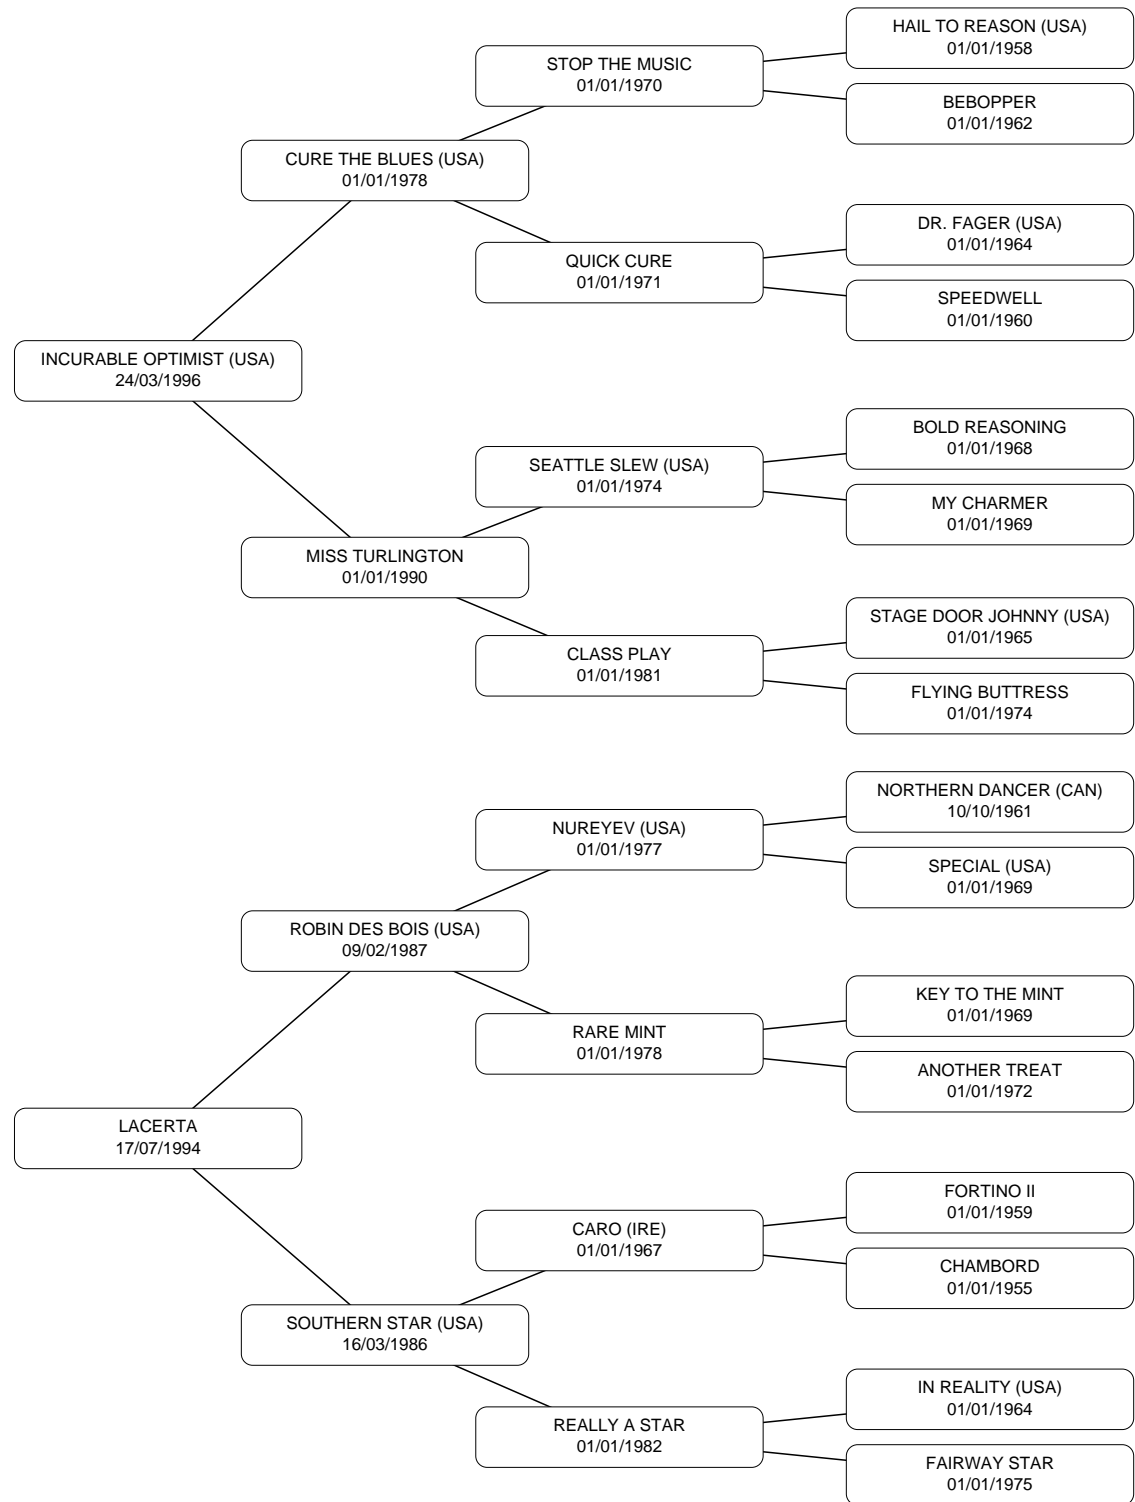 HAIL TO REASON (USA)
01/01/1958
STOP THE MUSIC
01/01/1970
BEBOPPER
01/01/1962
CURE THE BLUES (USA)
01/01/1978
DR. FAGER (USA)
01/01/1964
QUICK CURE
01/01/1971
SPEEDWELL
01/01/1960
INCURABLE OPTIMIST (USA)
24/03/1996
BOLD REASONING
01/01/1968
SEATTLE SLEW (USA)
01/01/1974
MY CHARMER
01/01/1969
MISS TURLINGTON
01/01/1990
STAGE DOOR JOHNNY (USA)
01/01/1965
CLASS PLAY
01/01/1981
FLYING BUTTRESS
01/01/1974
NORTHERN DANCER (CAN)
10/10/1961
NUREYEV (USA)
01/01/1977
SPECIAL (USA)
01/01/1969
ROBIN DES BOIS (USA)
09/02/1987
KEY TO THE MINT
01/01/1969
RARE MINT
01/01/1978
ANOTHER TREAT
01/01/1972
LACERTA
17/07/1994
FORTINO II
01/01/1959
CARO (IRE)
01/01/1967
CHAMBORD
01/01/1955
SOUTHERN STAR (USA)
16/03/1986
IN REALITY (USA)
01/01/1964
REALLY A STAR
01/01/1982
FAIRWAY STAR
01/01/1975